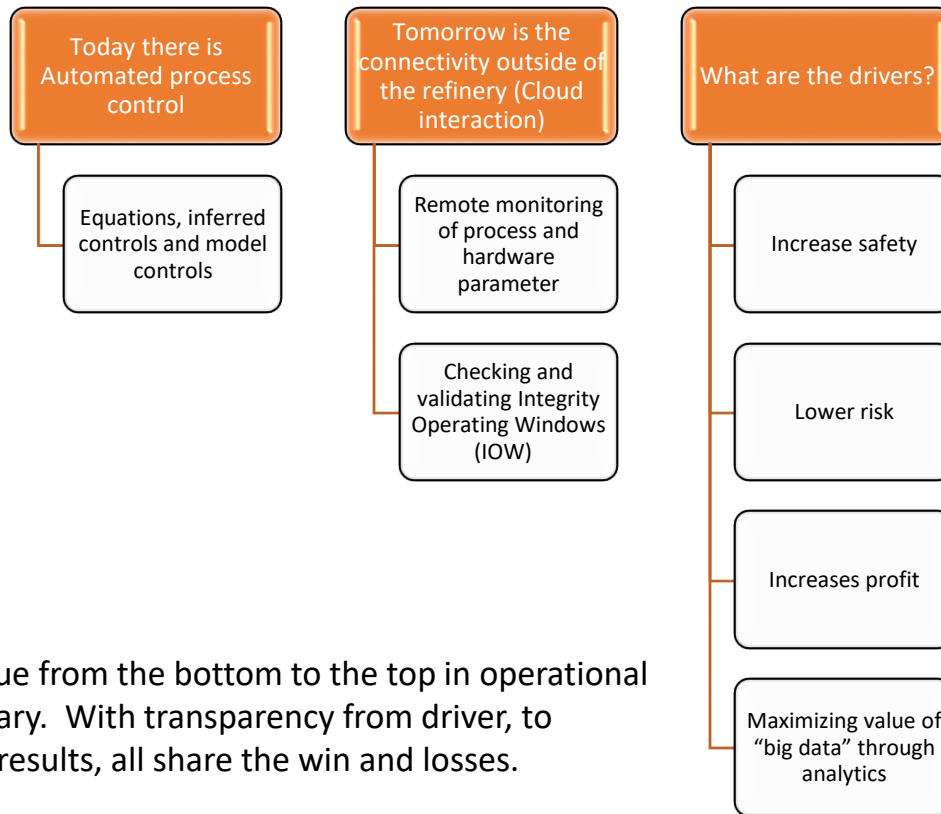 Today there is
Automated process
control
Equations, inferred
controls and model
controls
Tomorrow is the
connectivity outside of
the refinery (Cloud
interaction)
Remote monitoring
of process and
hardware
parameter
Checking and
validating Integrity
Operating Windows
(IOW)
What are the drivers?
Increase safety
Lower risk
Increases profit
Maximizing value of
“big data” through
analytics
from the bottom to the top in operational
With transparency from driver, to
results, all share the win and losses.